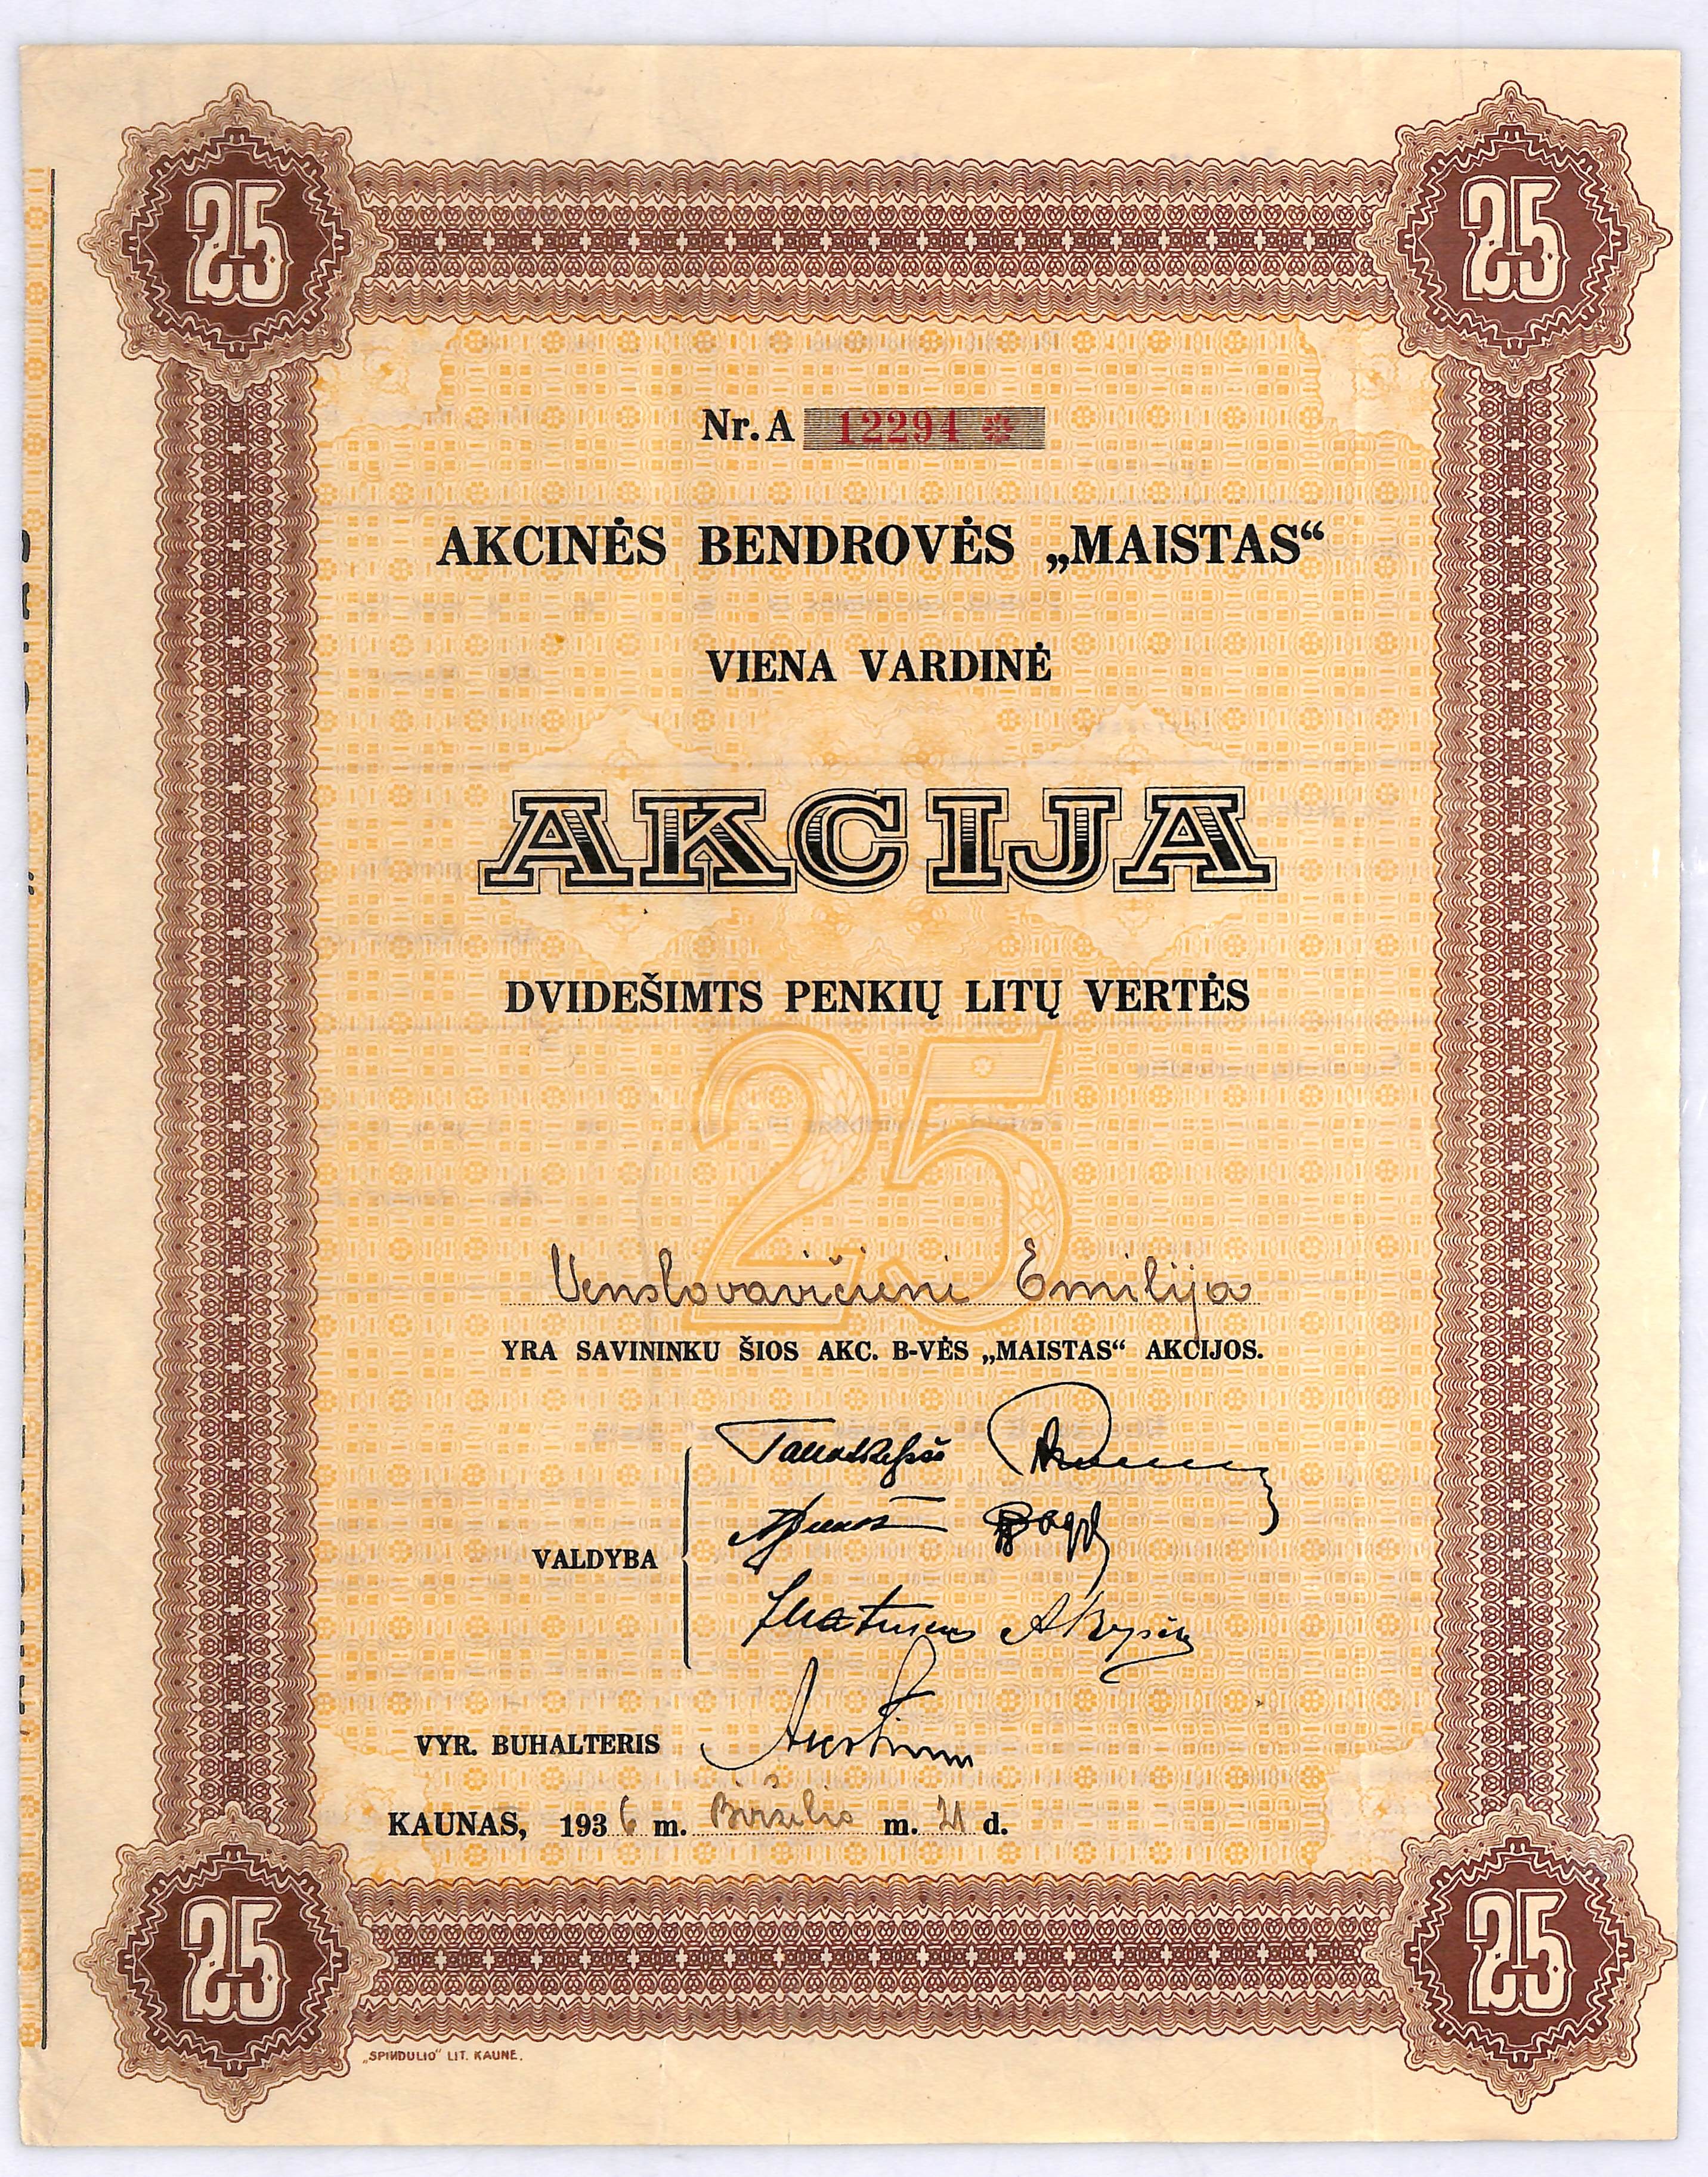 25 25
Nr. A 12294
AKCINĖS BENDROVĖS „MAISTAS“
VIENA VARDINĖ
AKCIJA
DVIDEŠIMTS PENKIŲ LITŲ VERTĖS
25
Venslovavičienė Emilija
YRA SAVININKU ŠIOS AKC. B-VĖS „MAISTAS“ AKCIJOS.
VALDYBA
VYR. BUHALTERIS
KAUNAS, 1936 m. Birželio m. 21 d.
25 25
„SPINDULIO“ LIT. KAUNE.